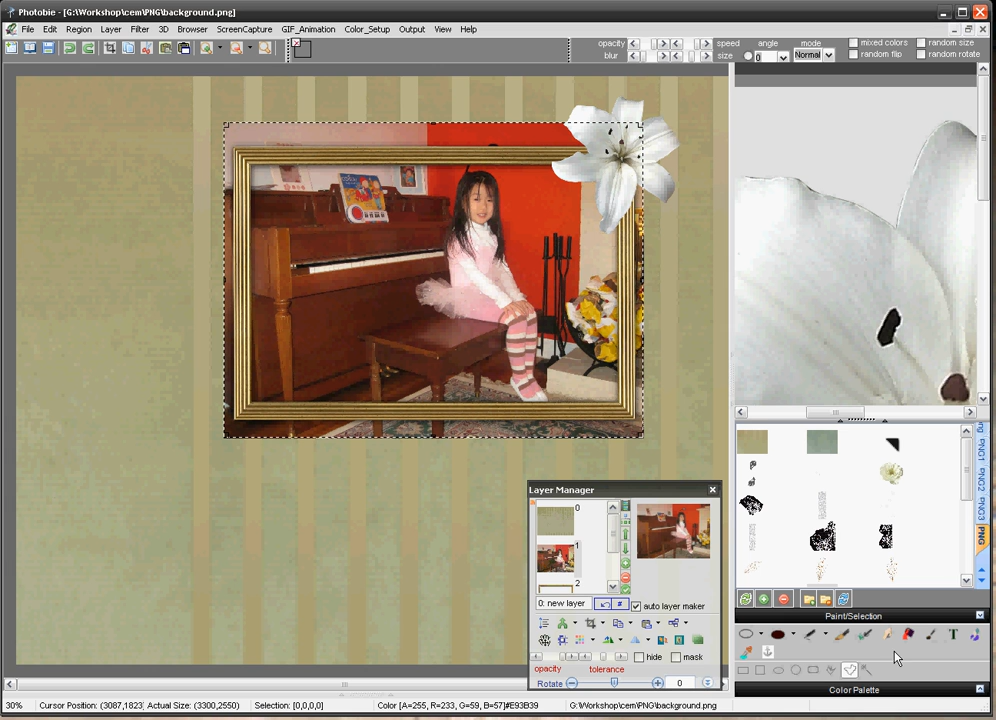 Photobie - [G:\Workshop\cem\PNG\background.png]
File Edit Region Layer Filter 3D Browser ScreenCapture GIF_Animation Color_Setup Output View Help
opacity speed angle mode mixed colors random size
blur size 0 Normal random flip random rotate
Layer Manager
0
1
2
0: new layer # auto layer maker
hide mask
opacity tolerance
Rotate 0
PNG1 PNG2 PNG3 PNG
Paint/Selection
T
Color Palette
30% Cursor Position: (3087,1823) Actual Size: (3300,2550) Selection: [0,0,0,0] Color [A=255, R=233, G=59, B=57]#E93B39 G:\Workshop\cem\PNG\background.png